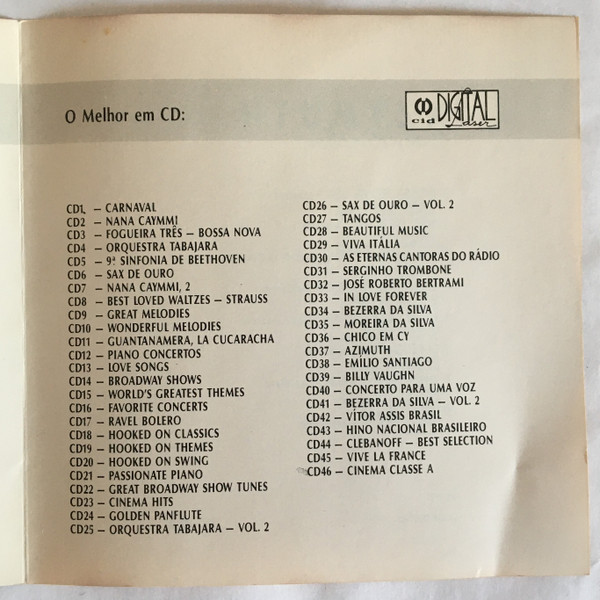 O Melhor em CD:
cid DIGITAL Laser
CD1 – CARNAVAL
CD2 – NANA CAYMMI
CD3 – FOGUEIRA TRÊS – BOSSA NOVA
CD4 – ORQUESTRA TABAJARA
CD5 – 9ª SINFONIA DE BEETHOVEN
CD6 – SAX DE OURO
CD7 – NANA CAYMMI, 2
CD8 – BEST LOVED WALTZES – STRAUSS
CD9 – GREAT MELODIES
CD10 – WONDERFUL MELODIES
CD11 – GUANTANAMERA, LA CUCARACHA
CD12 – PIANO CONCERTOS
CD13 – LOVE SONGS
CD14 – BROADWAY SHOWS
CD15 – WORLD'S GREATEST THEMES
CD16 – FAVORITE CONCERTS
CD17 – RAVEL BOLERO
CD18 – HOOKED ON CLASSICS
CD19 – HOOKED ON THEMES
CD20 – HOOKED ON SWING
CD21 – PASSIONATE PIANO
CD22 – GREAT BROADWAY SHOW TUNES
CD23 – CINEMA HITS
CD24 – GOLDEN PANFLUTE
CD25 – ORQUESTRA TABAJARA – VOL. 2
CD26 – SAX DE OURO – VOL. 2
CD27 – TANGOS
CD28 – BEAUTIFUL MUSIC
CD29 – VIVA ITÁLIA
CD30 – AS ETERNAS CANTORAS DO RÁDIO
CD31 – SERGINHO TROMBONE
CD32 – JOSÉ ROBERTO BERTRAMI
CD33 – IN LOVE FOREVER
CD34 – BEZERRA DA SILVA
CD35 – MOREIRA DA SILVA
CD36 – CHICO EM CY
CD37 – AZIMUTH
CD38 – EMÍLIO SANTIAGO
CD39 – BILLY VAUGHN
CD40 – CONCERTO PARA UMA VOZ
CD41 – BEZERRA DA SILVA – VOL. 2
CD42 – VÍTOR ASSIS BRASIL
CD43 – HINO NACIONAL BRASILEIRO
CD44 – CLEBANOFF – BEST SELECTION
CD45 – VIVE LA FRANCE
CD46 – CINEMA CLASSE A